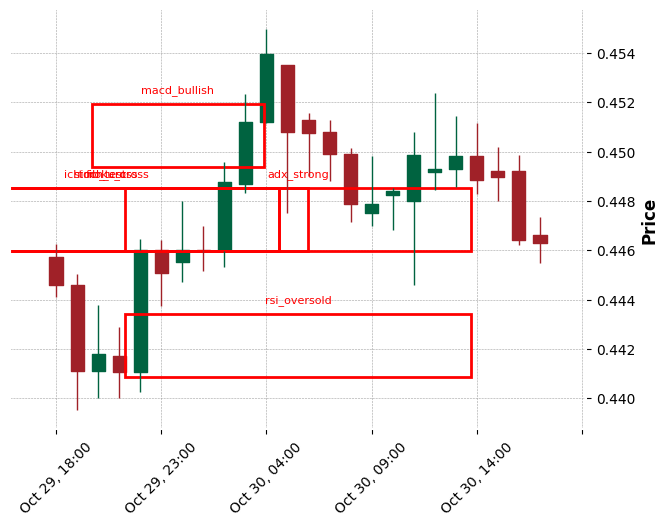 macd_bullish
adx_strong
rsi_oversold
0.454
0.452
0.450
0.448
0.446
0.444
0.442
0.440
Price
Oct 29, 18:00
Oct 29, 23:00
Oct 30, 04:00
Oct 30, 09:00
Oct 30, 14:00